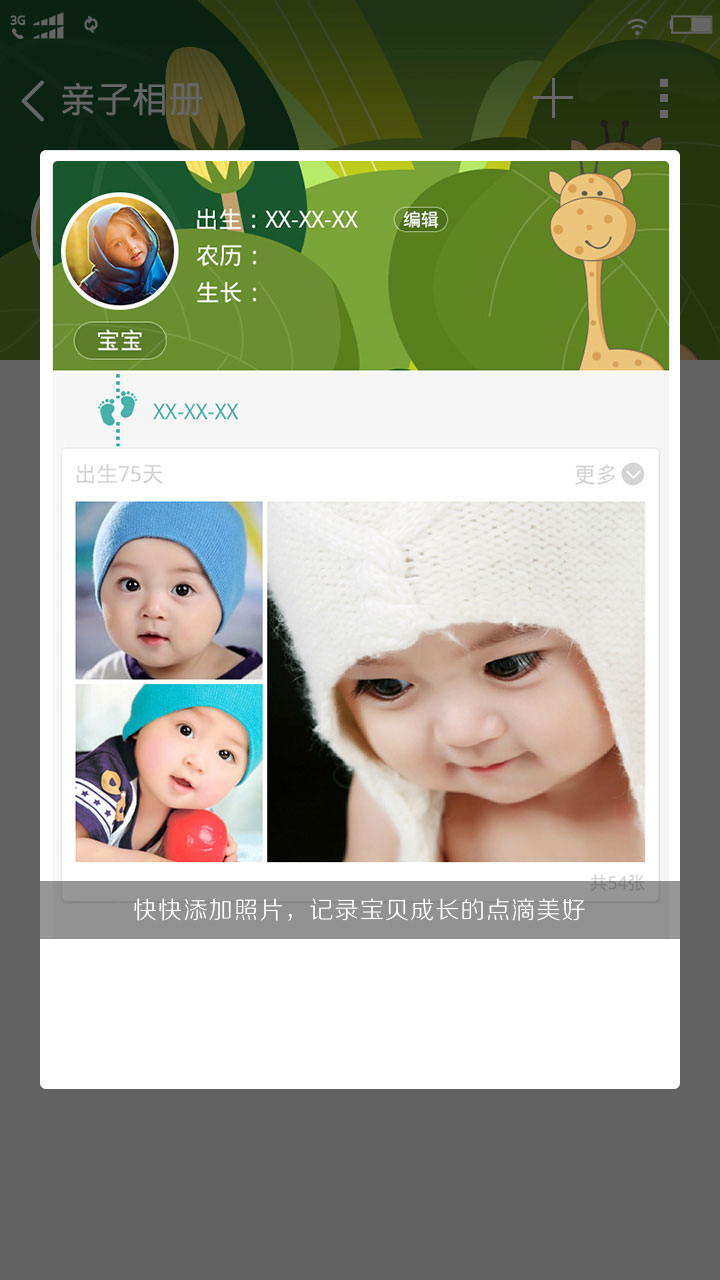 3G
亲子相册
出生：XX-XX-XX 编辑
农历：
生长：
宝宝
XX-XX-XX
出生75天 更多
共54张
快快添加照片，记录宝贝成长的点滴美好